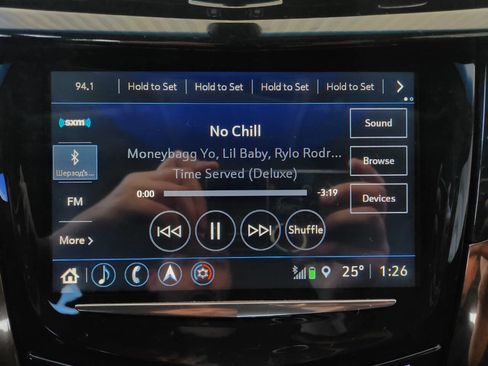 94.1 Hold to Set Hold to Set Hold to Set Hold to Set
sxm
No Chill
Sound
Moneybagg Yo, Lil Baby, Rylo Rodr...
Browse
Шерзод's...
Time Served (Deluxe)
0:00 -3:19
Devices
FM
Shuffle
More
25° 1:26